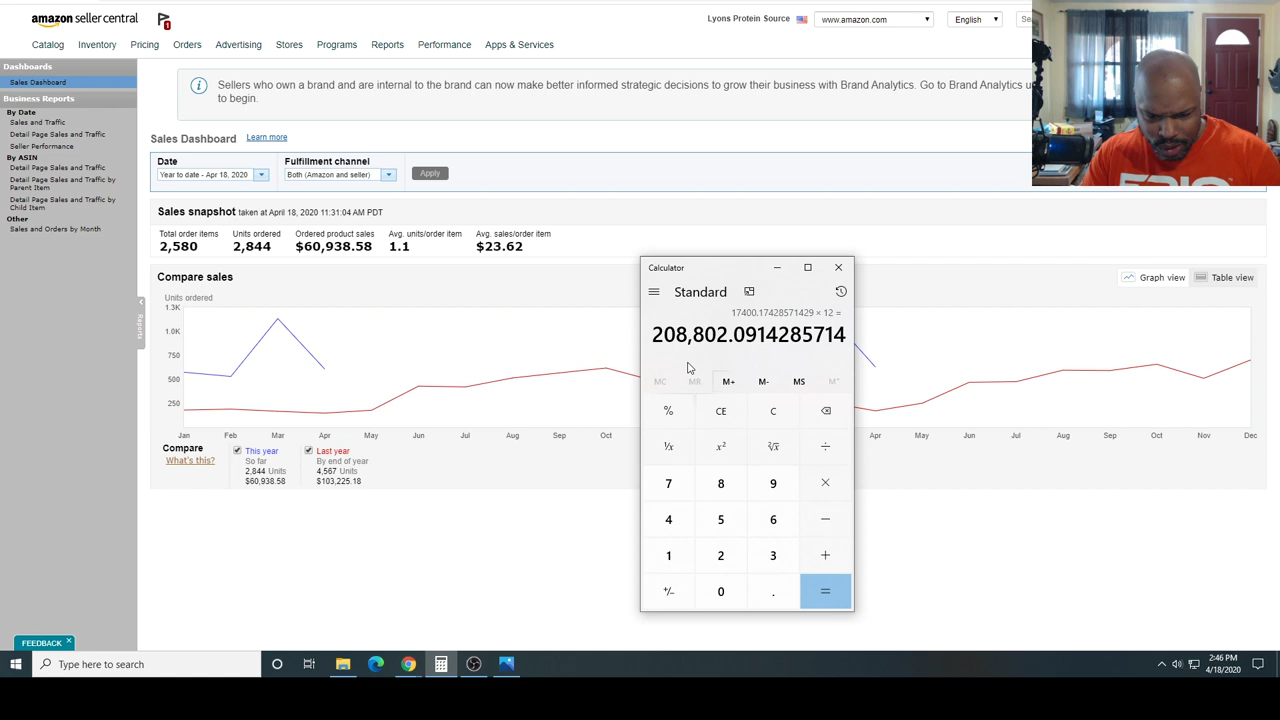 amazon seller central
1
Lyons Protein Source
www.amazon.com
English
Catalog Inventory Pricing Orders Advertising Stores Programs Reports Performance Apps & Services
Dashboards
Sales Dashboard
Business Reports
By Date
Sales and Traffic
Detail Page Sales and Traffic
Seller Performance
By ASIN
Detail Page Sales and Traffic
Detail Page Sales and Traffic by
Parent Item
Detail Page Sales and Traffic by
Child Item
Other
Sales and Orders by Month
Reports
FEEDBACK
Sellers who own a brand and are internal to the brand can now make better informed strategic decisions to grow their business with Brand Analytics. Go to Brand Analytics
to begin.
Sales Dashboard Learn more
Date Fulfillment channel
Year to date - Apr 18, 2020 Both (Amazon and seller) Apply
Sales snapshot taken at April 18, 2020 11:31:04 AM PDT
Total order items Units ordered Ordered product sales Avg. units/order item Avg. sales/order item
2,580 2,844 $60,938.58 1.1 $23.62
Compare sales
Graph view Table view
Units ordered
1.3K
1.0K
750
500
250
Jan Feb Mar Apr May Jun Jul Aug Sep Oct
Apr May Jun Jul Aug Sep Oct Nov Dec
Compare
What's this?
This year
So far
2,844 Units
$60,938.58
Last year
By end of year
4,567 Units
$103,225.18
Calculator
Standard
17400.17428571429 × 12 =
208,802.0914285714
MC MR M+ M- MS M˅
% CE C
¹/x x² ²√x ÷
7 8 9 ×
4 5 6 −
1 2 3 +
+/− 0 . =
Type here to search
2:46 PM
4/18/2020